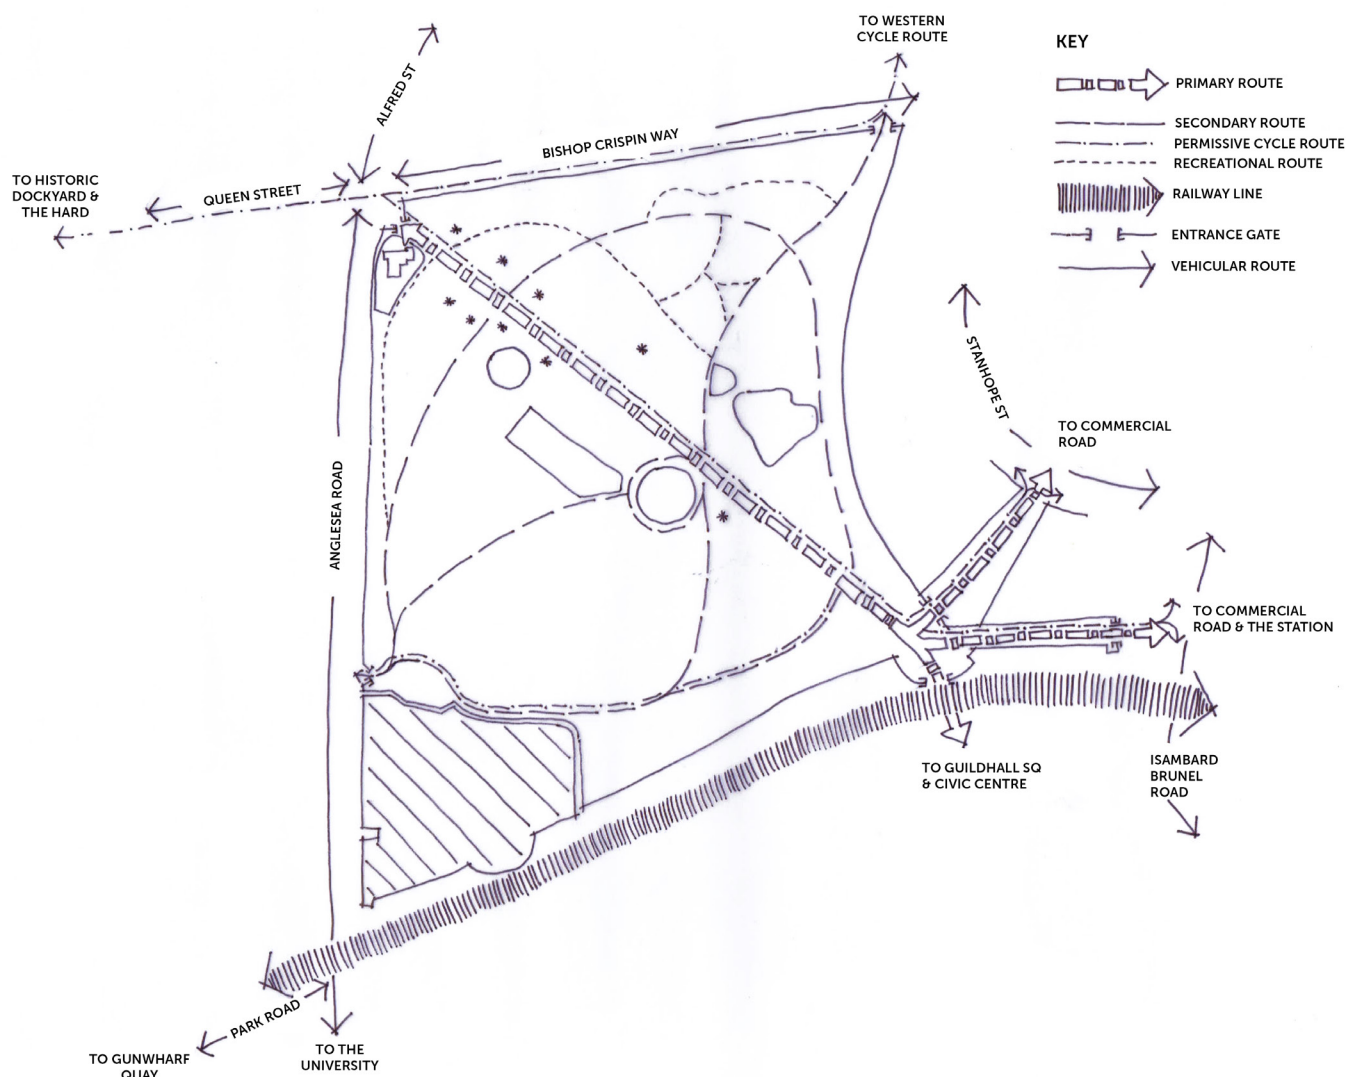 TO WESTERN
CYCLE ROUTE
KEY
PRIMARY ROUTE
SECONDARY ROUTE
PERMISSIVE CYCLE ROUTE
RECREATIONAL ROUTE
RAILWAY LINE
ENTRANCE GATE
VEHICULAR ROUTE
ALFRED ST
BISHOP CRISPIN WAY
TO HISTORIC
DOCKYARD &
THE HARD
QUEEN STREET
STANHOPE ST
TO COMMERCIAL
ROAD
ANGLESEA ROAD
TO COMMERCIAL
ROAD & THE STATION
TO GUILDHALL SQ
& CIVIC CENTRE
ISAMBARD
BRUNEL
ROAD
PARK ROAD
TO GUNWHARF
QUAY
TO THE
UNIVERSITY